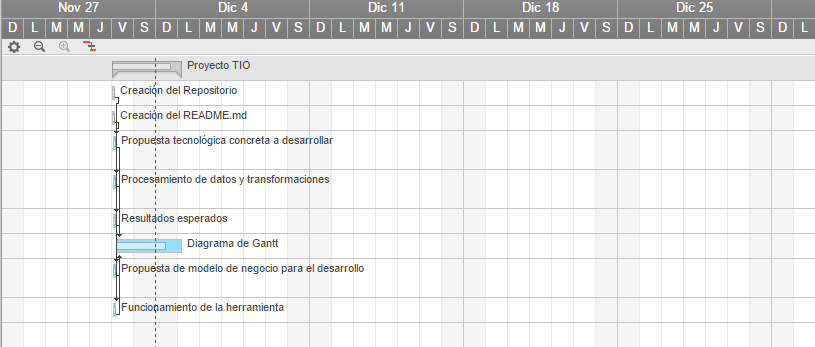 Nov 27 Dic 4 Dic 11 Dic 18 Dic 25
D L M M J V S D L M M J V S D L M M J V S D L M M J V S D L M M J V S D L
Proyecto TIO
Creación del Repositorio
Creación del README.md
Propuesta tecnológica concreta a desarrollar
Procesamiento de datos y transformaciones
Resultados esperados
Diagrama de Gantt
Propuesta de modelo de negocio para el desarrollo
Funcionamiento de la herramienta